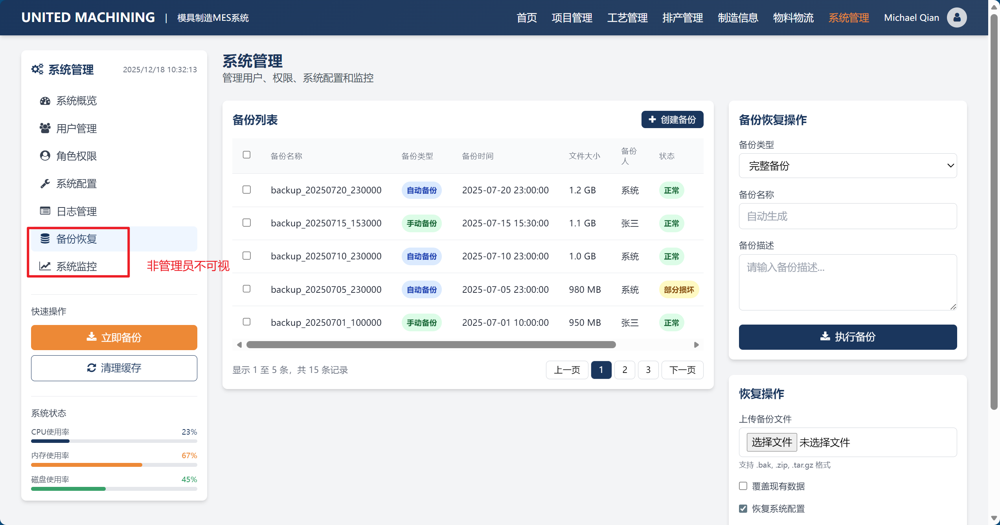 UNITED MACHINING | 模具制造MES系统
首页 项目管理 工艺管理 排产管理 制造信息 物料物流 系统管理 Michael Qian
系统管理 2025/12/18 10:32:13
系统概览
用户管理
角色权限
系统配置
日志管理
备份恢复
系统监控
非管理员不可视
快速操作
立即备份
清理缓存
系统状态
CPU使用率 23%
内存使用率 67%
磁盘使用率 45%
系统管理
管理用户、权限、系统配置和监控
备份列表 创建备份
备份名称 备份类型 备份时间 文件大小 备份人 状态
backup_20250720_230000 自动备份 2025-07-20 23:00:00 1.2 GB 系统 正常
backup_20250715_153000 手动备份 2025-07-15 15:30:00 1.1 GB 张三 正常
backup_20250710_230000 自动备份 2025-07-10 23:00:00 1.0 GB 系统 正常
backup_20250705_230000 自动备份 2025-07-05 23:00:00 980 MB 系统 部分损坏
backup_20250701_100000 手动备份 2025-07-01 10:00:00 950 MB 张三 正常
显示 1 至 5 条，共 15 条记录 上一页 1 2 3 下一页
备份恢复操作
备份类型
完整备份
备份名称
自动生成
备份描述
请输入备份描述...
执行备份
恢复操作
上传备份文件
选择文件 未选择文件
支持 .bak, .zip, .tar.gz 格式
覆盖现有数据
恢复系统配置